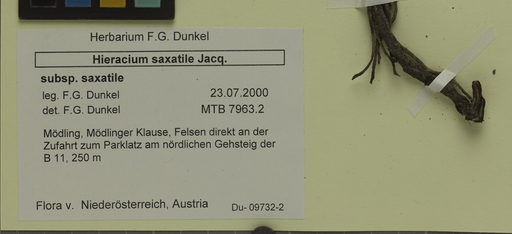 Herbarium F.G. Dunkel
Hieracium saxatile Jacq.
subsp. saxatile
leg. F.G. Dunkel 23.07.2000
det. F.G. Dunkel MTB 7963.2
Mödling, Mödlinger Klause, Felsen direkt an der
Zufahrt zum Parklatz am nördlichen Gehsteig der
B 11, 250 m
Flora v. Niederösterreich, Austria Du- 09732-2